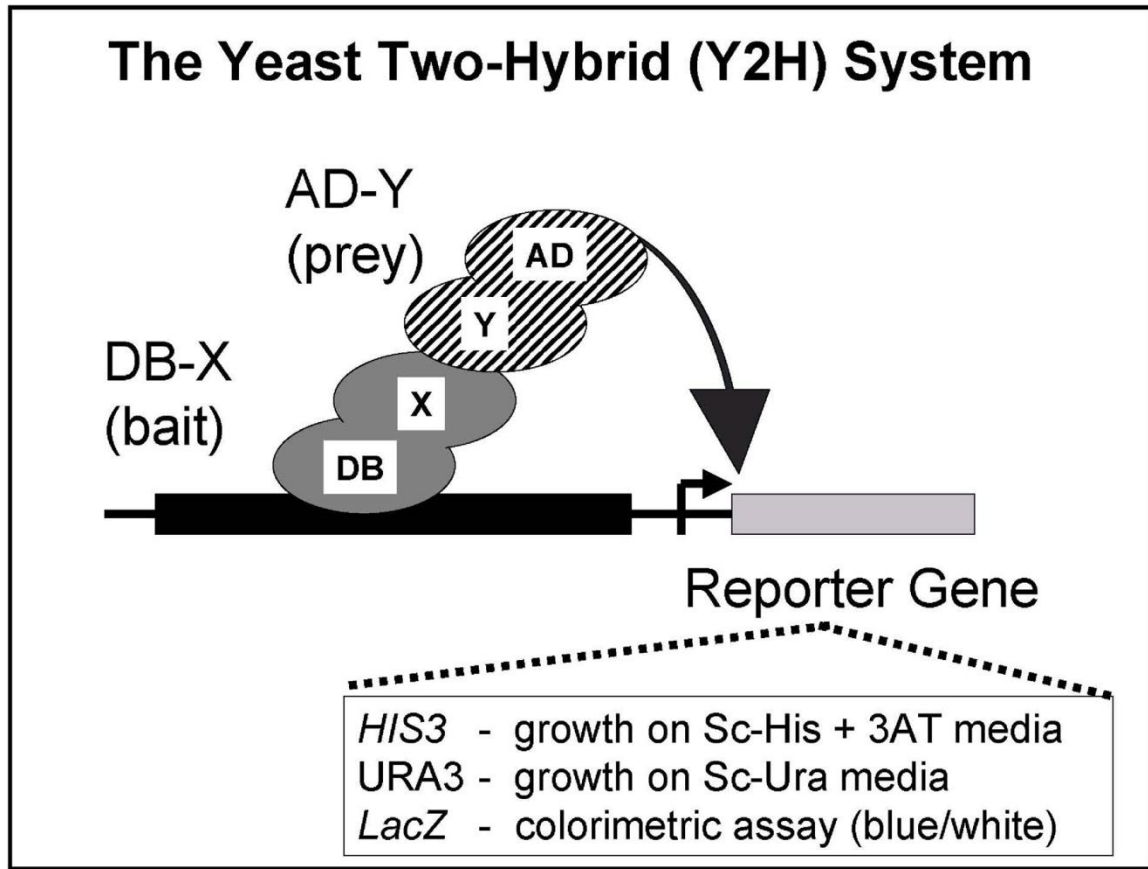 The Yeast Two-Hybrid (Y2H) System
AD-Y
(prey)
AD
Y
DB-X
(bait)
X
DB
Reporter Gene
HIS3 - growth on Sc-His + 3AT media
URA3 - growth on Sc-Ura media
LacZ - colorimetric assay (blue/white)